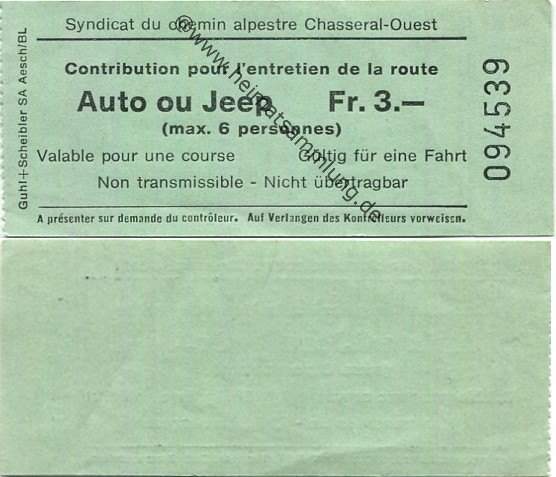 Syndicat du chemin alpestre Chasseral-Ouest
Contribution pour l'entretien de la route
Auto ou Jeep Fr. 3.—
(max. 6 personnes)
Valable pour une course Gültig für eine Fahrt
Non transmissible - Nicht übertragbar
A présenter sur demande du contrôleur. Auf Verlangen des Kontrolleurs vorweisen.
Guhl+Scheibler SA Aesch/BL
094539
©www.heimatsammlung.de